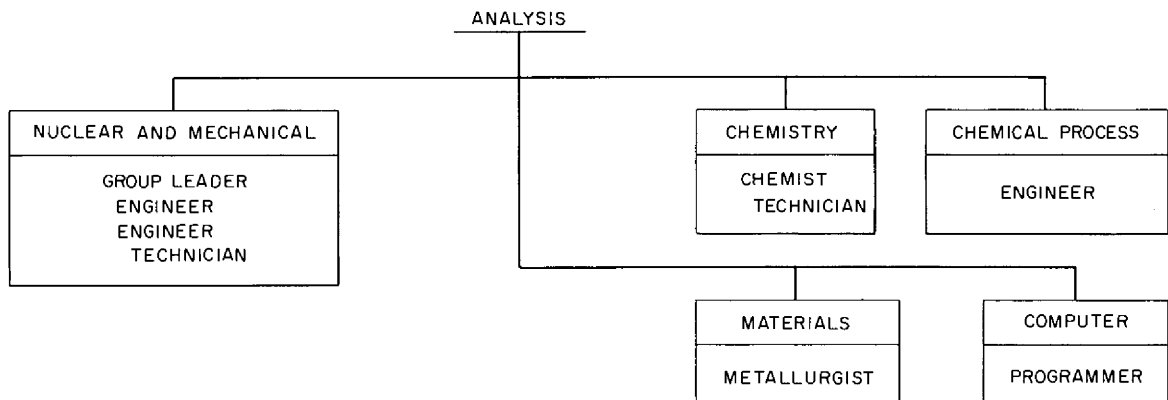 ANALYSIS
NUCLEAR AND MECHANICAL
GROUP LEADER
ENGINEER
ENGINEER
TECHNICIAN
CHEMISTRY
CHEMIST
TECHNICIAN
CHEMICAL PROCESS
ENGINEER
MATERIALS
METALLURGIST
COMPUTER
PROGRAMMER